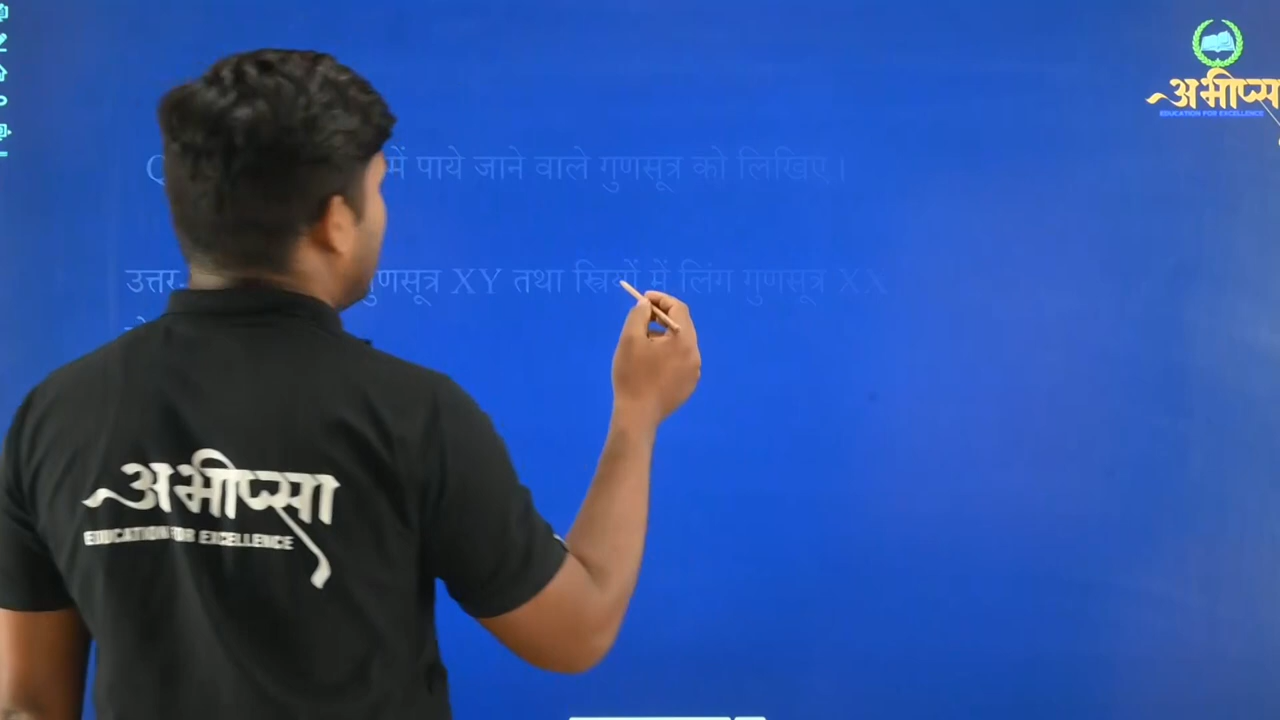 अभीप्सा
EDUCATION FOR EXCELLENCE
में पाये जाने वाले गुणसूत्र को लिखिए।
उत्तर गुणसूत्र XY तथा स्त्रियों में लिंग गुणसूत्र XX
अभीप्सा
EDUCATION FOR EXCELLENCE